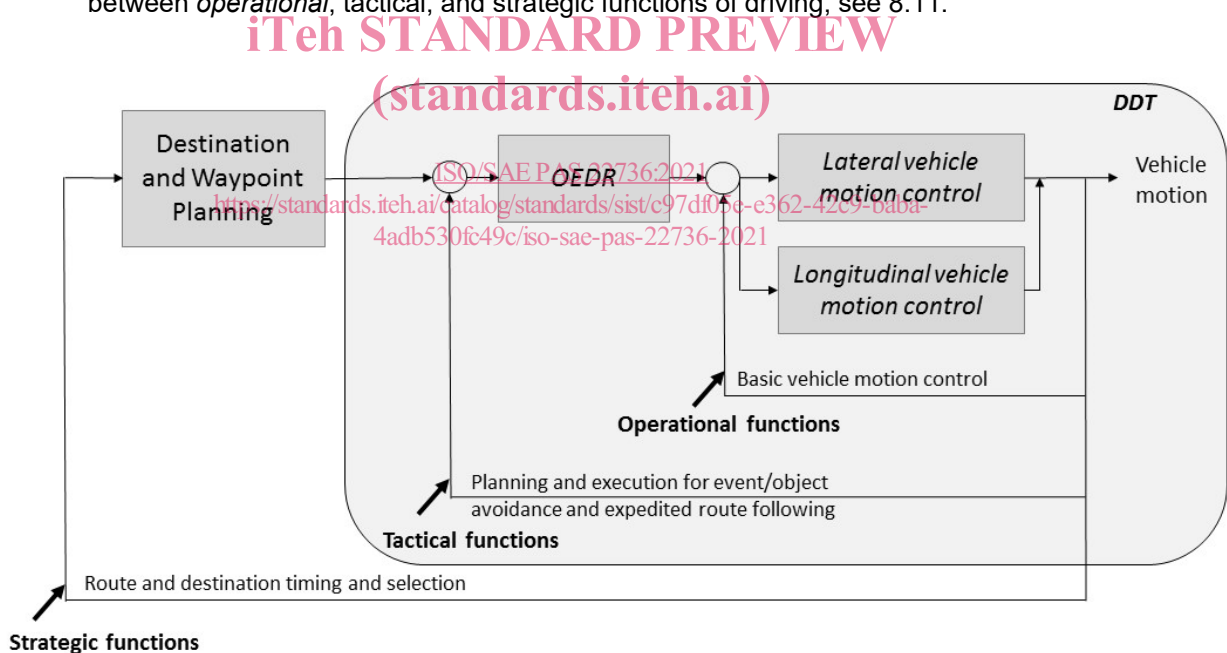 between operational, tactical, and strategic functions of driving, see 8.11.
iTeh STANDARD PREVIEW
(standards.iteh.ai)
DDT
Destination
and Waypoint
Planning
OEDR
Lateral vehicle
motion control
Vehicle
motion
ISO/SAE PAS 22736:2021
https://standards.iteh.ai/catalog/standards/sist/c97df05e-e362-42c9-baba-
4adb530fc49c/iso-sae-pas-22736-2021
Longitudinal vehicle
motion control
Basic vehicle motion control
Operational functions
Planning and execution for event/object
avoidance and expedited route following
Tactical functions
Route and destination timing and selection
Strategic functions